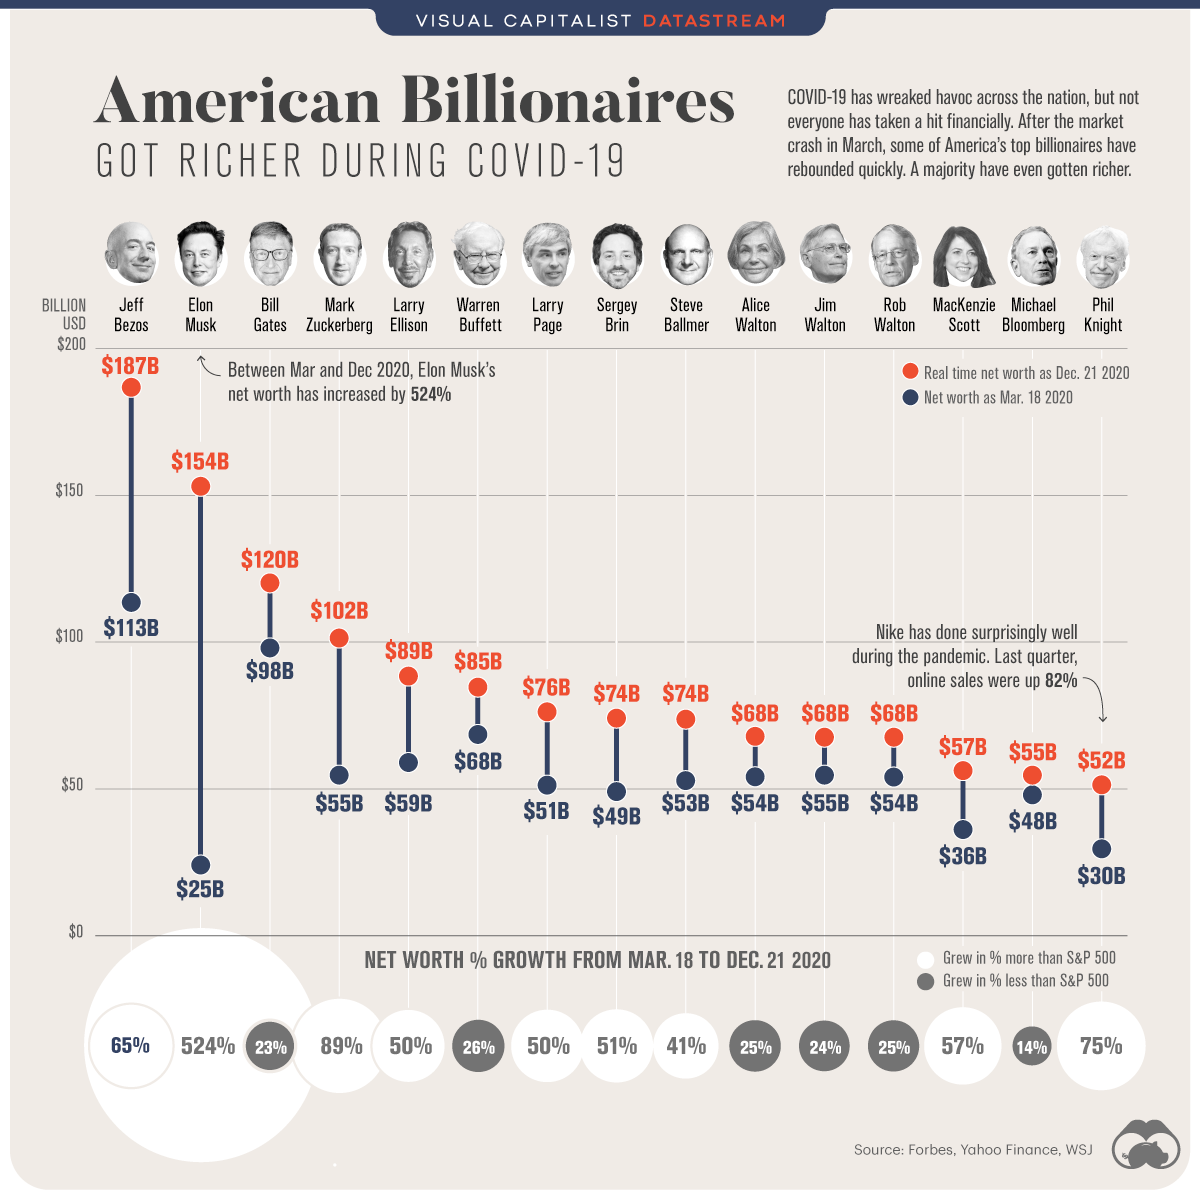 VISUAL CAPITALIST DATASTREAM
American Billionaires
GOT RICHER DURING COVID-19
COVID-19 has wreaked havoc across the nation, but not
everyone has taken a hit financially. After the market
crash in March, some of America's top billionaires have
rebounded quickly. A majority have even gotten richer.
BILLION
USD
Jeff
Bezos
Elon
Musk
Bill
Gates
Mark
Zuckerberg
Larry
Ellison
Warren
Buffett
Larry
Page
Sergey
Brin
Steve
Ballmer
Alice
Walton
Jim
Walton
Rob
Walton
MacKenzie
Scott
Michael
Bloomberg
Phil
Knight
$200
$187B
Between Mar and Dec 2020, Elon Musk's
net worth has increased by 524%
Real time net worth as Dec. 21 2020
Net worth as Mar. 18 2020
$154B
$150
$120B
$102B
$113B
$100
Nike has done surprisingly well
during the pandemic. Last quarter,
online sales were up 82%
$98B
$89B
$85B
$76B
$74B
$74B
$68B
$68B
$68B
$57B
$55B
$52B
$68B
$50
$55B
$59B
$51B
$49B
$53B
$54B
$55B
$54B
$36B
$48B
$30B
$25B
$0
NET WORTH % GROWTH FROM MAR. 18 TO DEC. 21 2020
Grew in % more than S&P 500
Grew in % less than S&P 500
65% 524% 23% 89% 50% 26% 50% 51% 41% 25% 24% 25% 57% 14% 75%
Source: Forbes, Yahoo Finance, WSJ